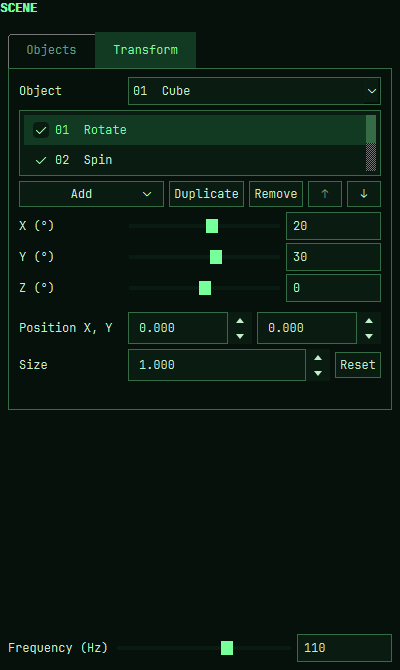 SCENE
Objects Transform
Object 01 Cube
01 Rotate
02 Spin
Add Duplicate Remove ↑ ↓
X (°) 20
Y (°) 30
Z (°) 0
Position X, Y 0.000 0.000
Size 1.000 Reset
Frequency (Hz) 110